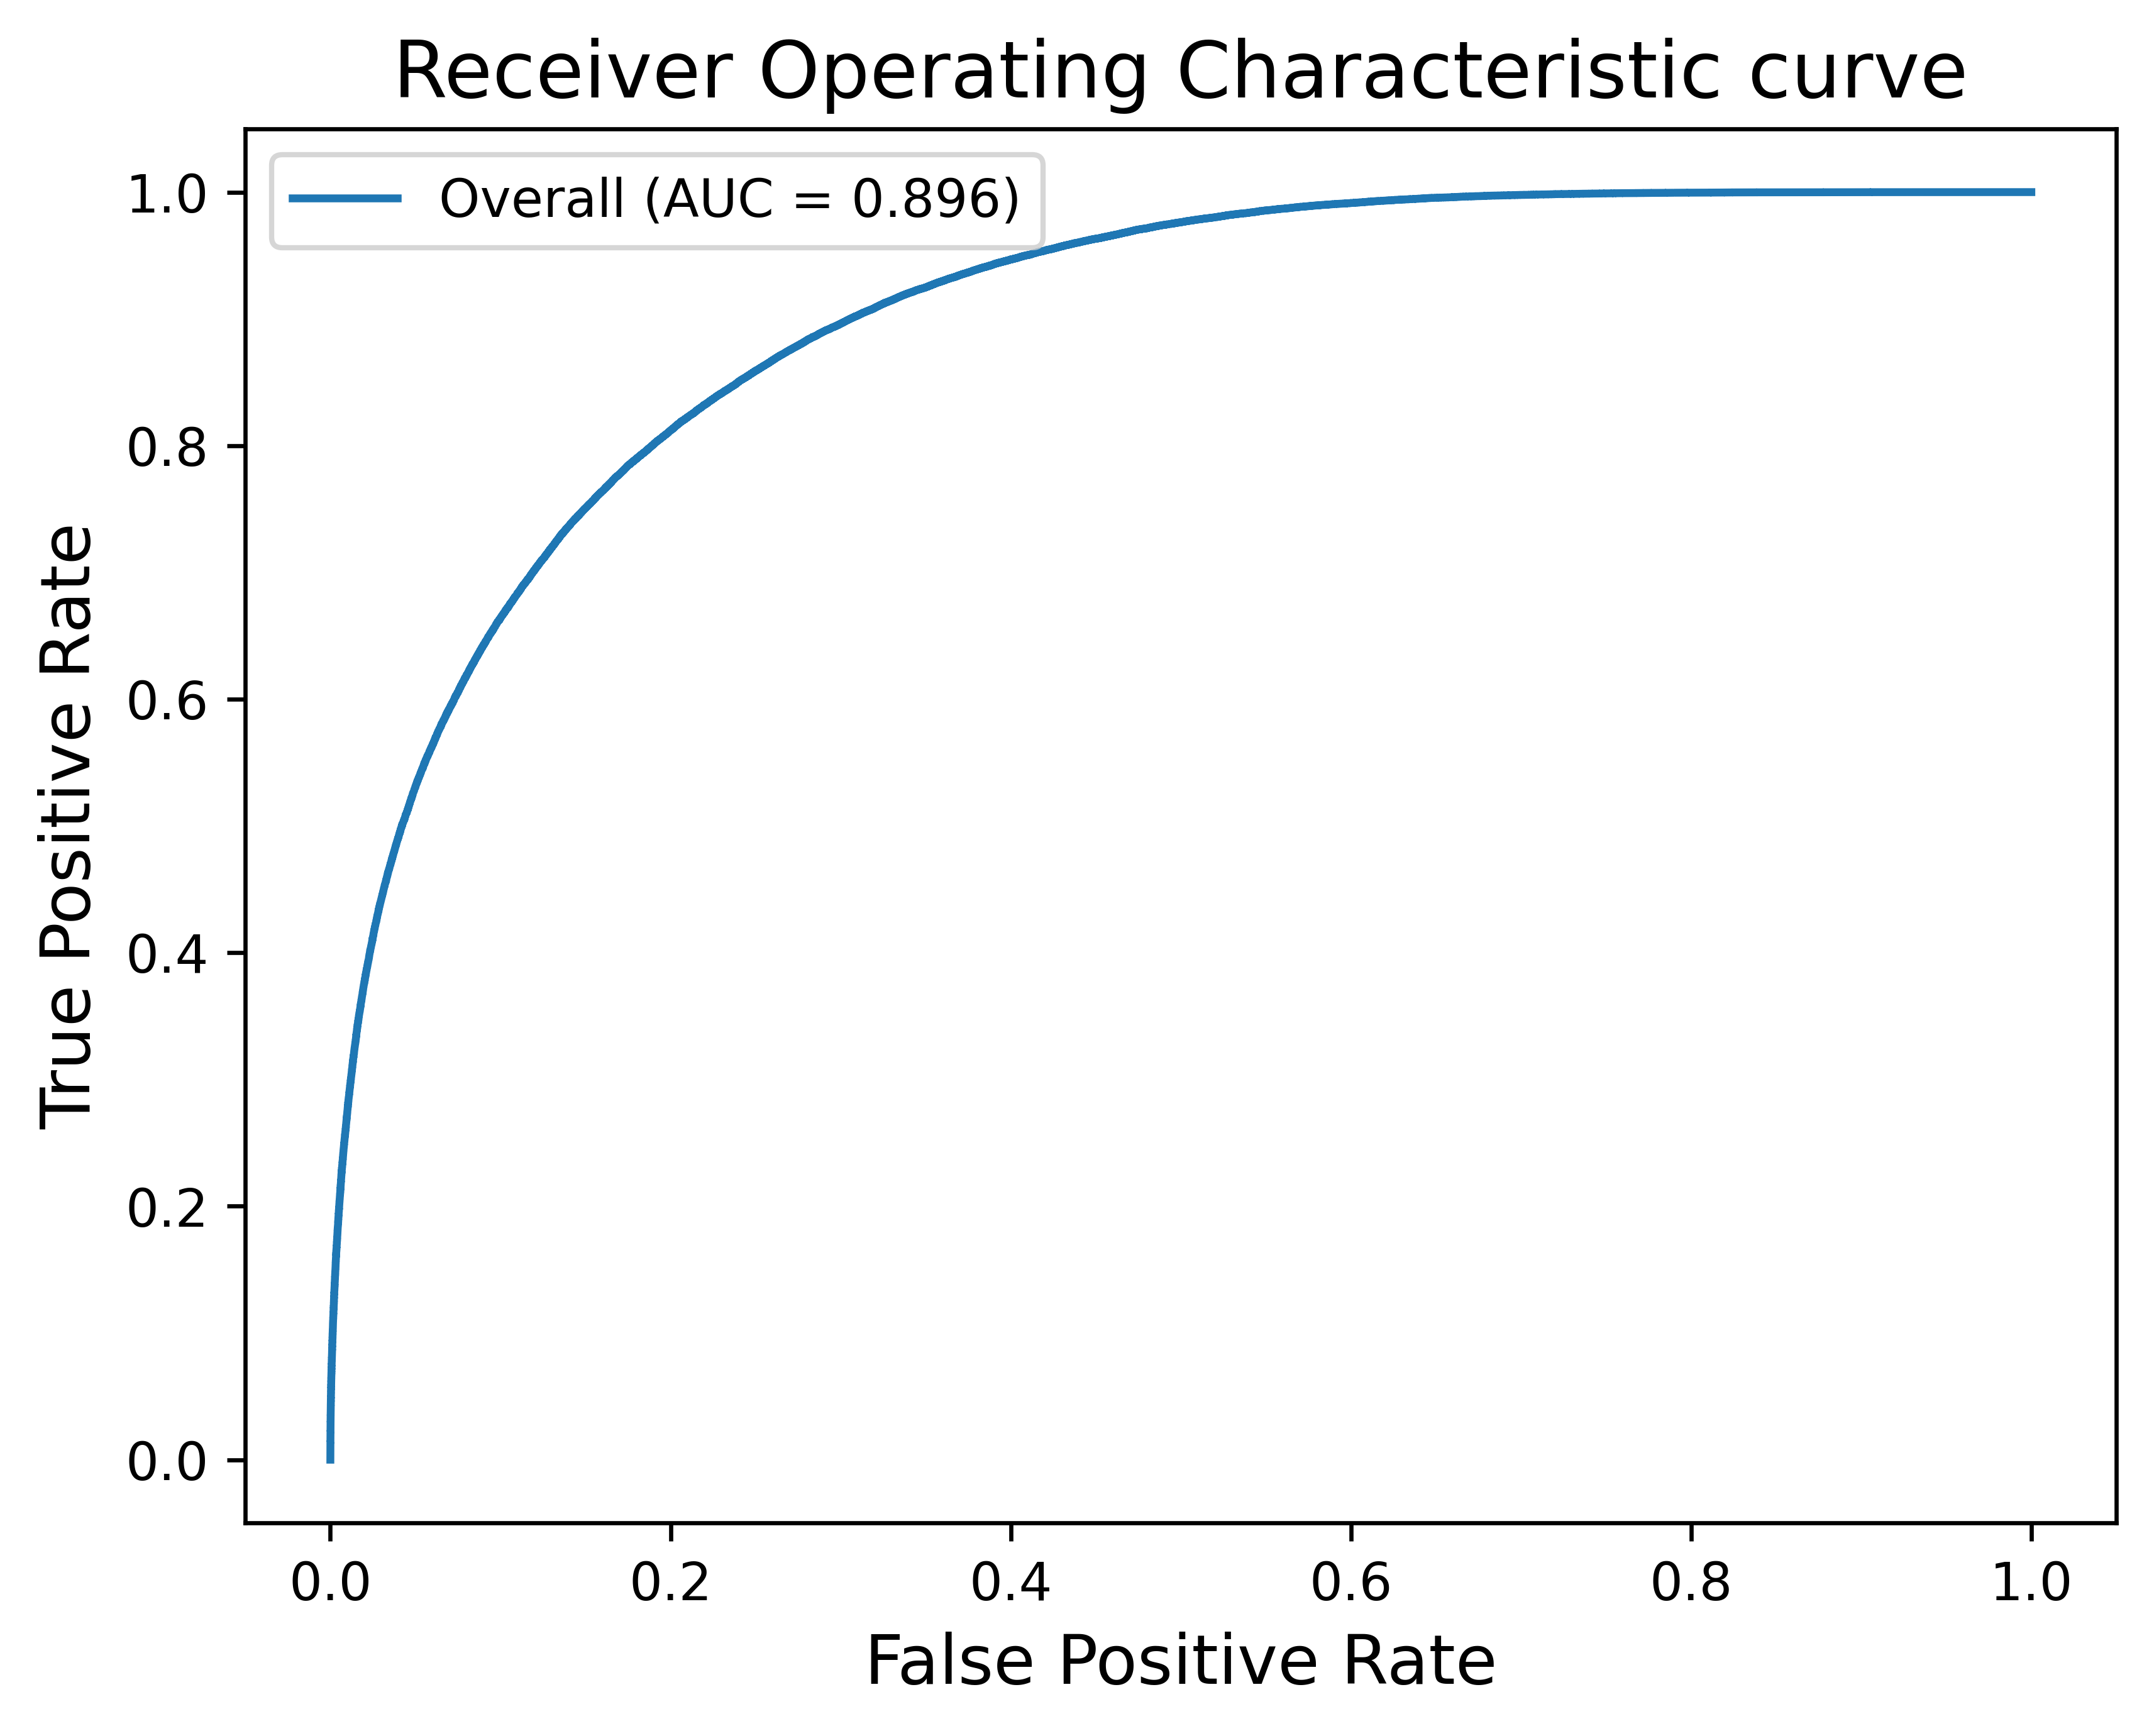 Receiver Operating Characteristic curve
Overall (AUC = 0.896)
True Positive Rate
1.0
0.8
0.6
0.4
0.2
0.0
0.0 0.2 0.4 0.6 0.8 1.0
False Positive Rate